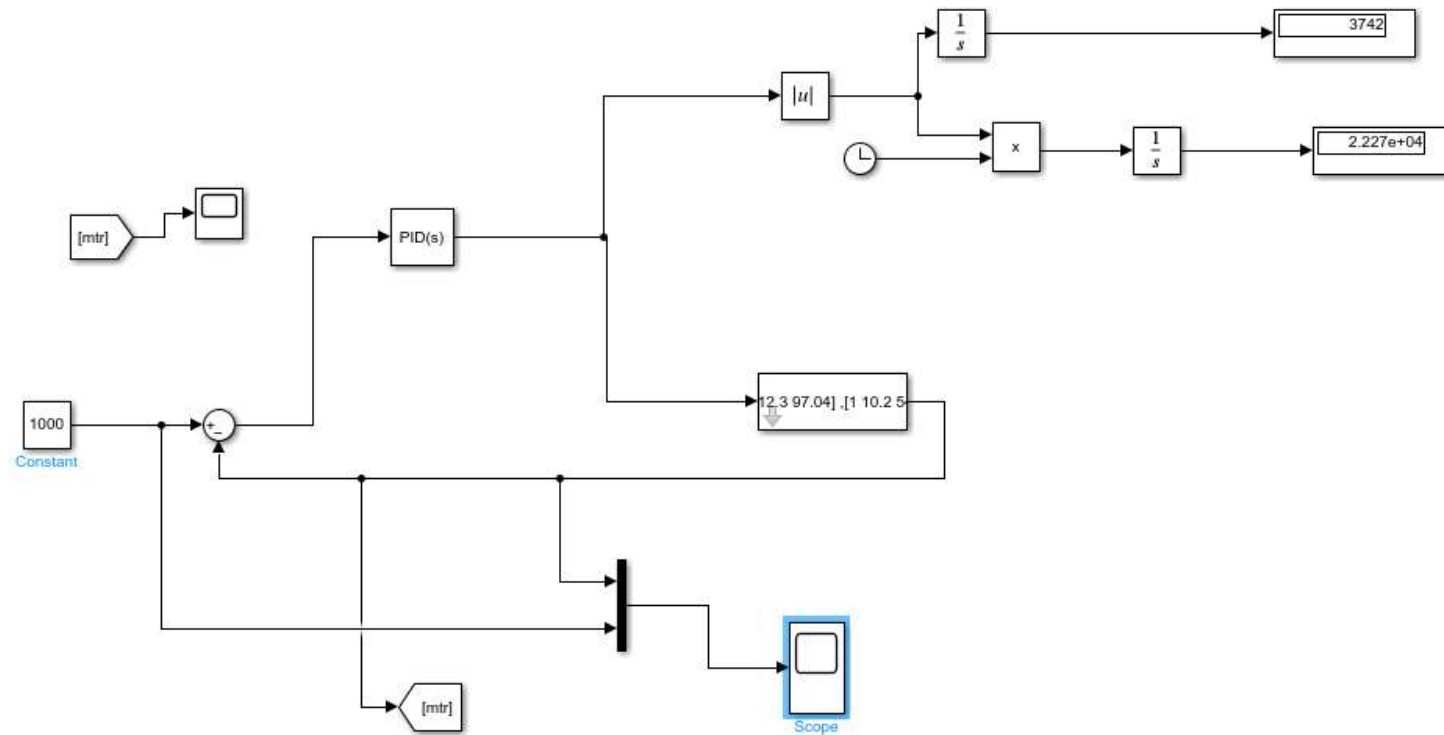 1
s
3742
|u|
x
1
s
2.227e+04
[mtr]
PID(s)
12.3 97.04] ,[1 10.2 5
1000
+
_
Constant
[mtr]
Scope